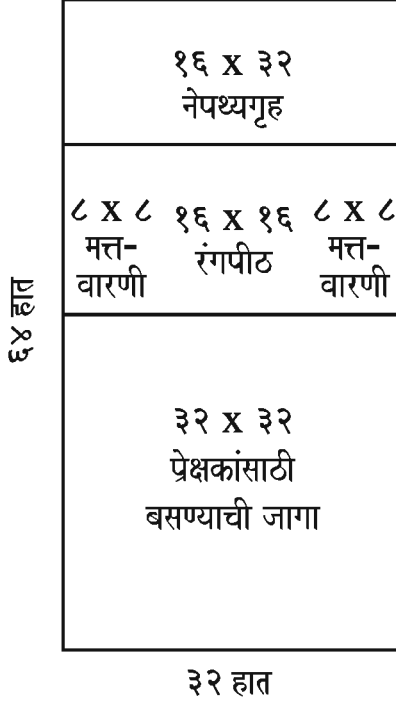 १६ x ३२
नेपथ्यगृह
८ x ८ १६ x १६ ८ x ८
मत्त- रंगपीठ मत्त-
वारणी वारणी
६४ हात
३२ x ३२
प्रेक्षकांसाठी
बसण्याची जागा
३२ हात